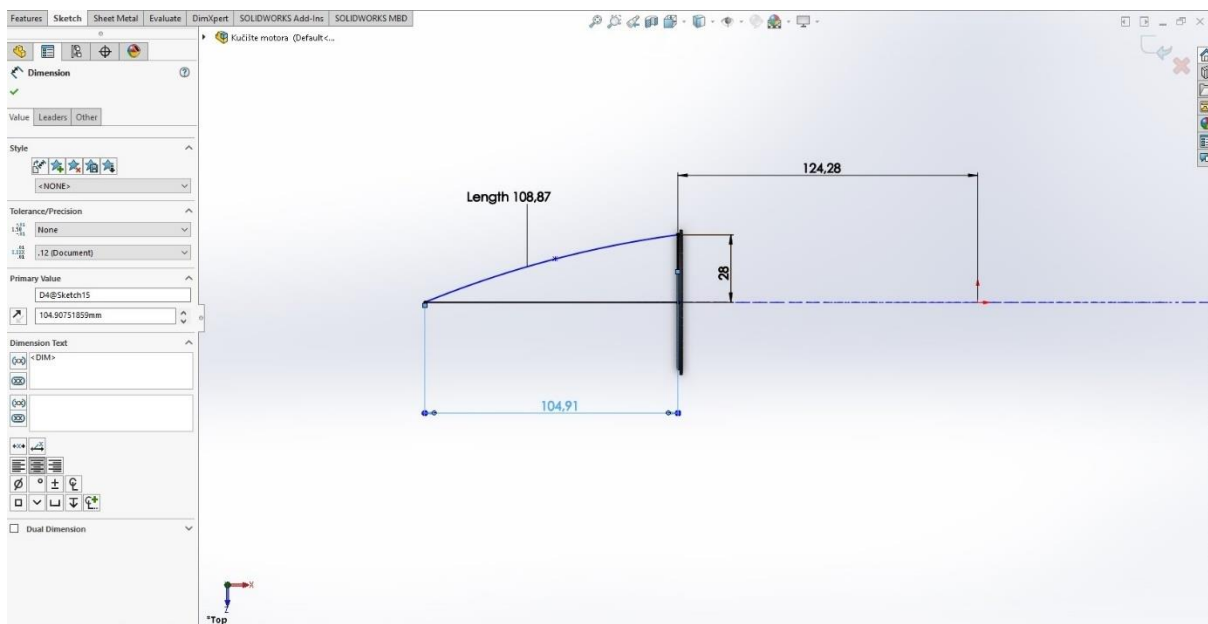 Features Sketch Sheet Metal Evaluate DimXpert SOLIDWORKS Add-Ins SOLIDWORKS MBD
Kučište motora (Default<...
Dimension
Value Leaders Other
Style
<NONE>
Tolerance/Precision
None
.12 (Document)
Primary Value
D4@Sketch15
104.90751859mm
Dimension Text
<DIM>
Dual Dimension
124,28
Length 108,87
28
104,91
X
Z
*Top